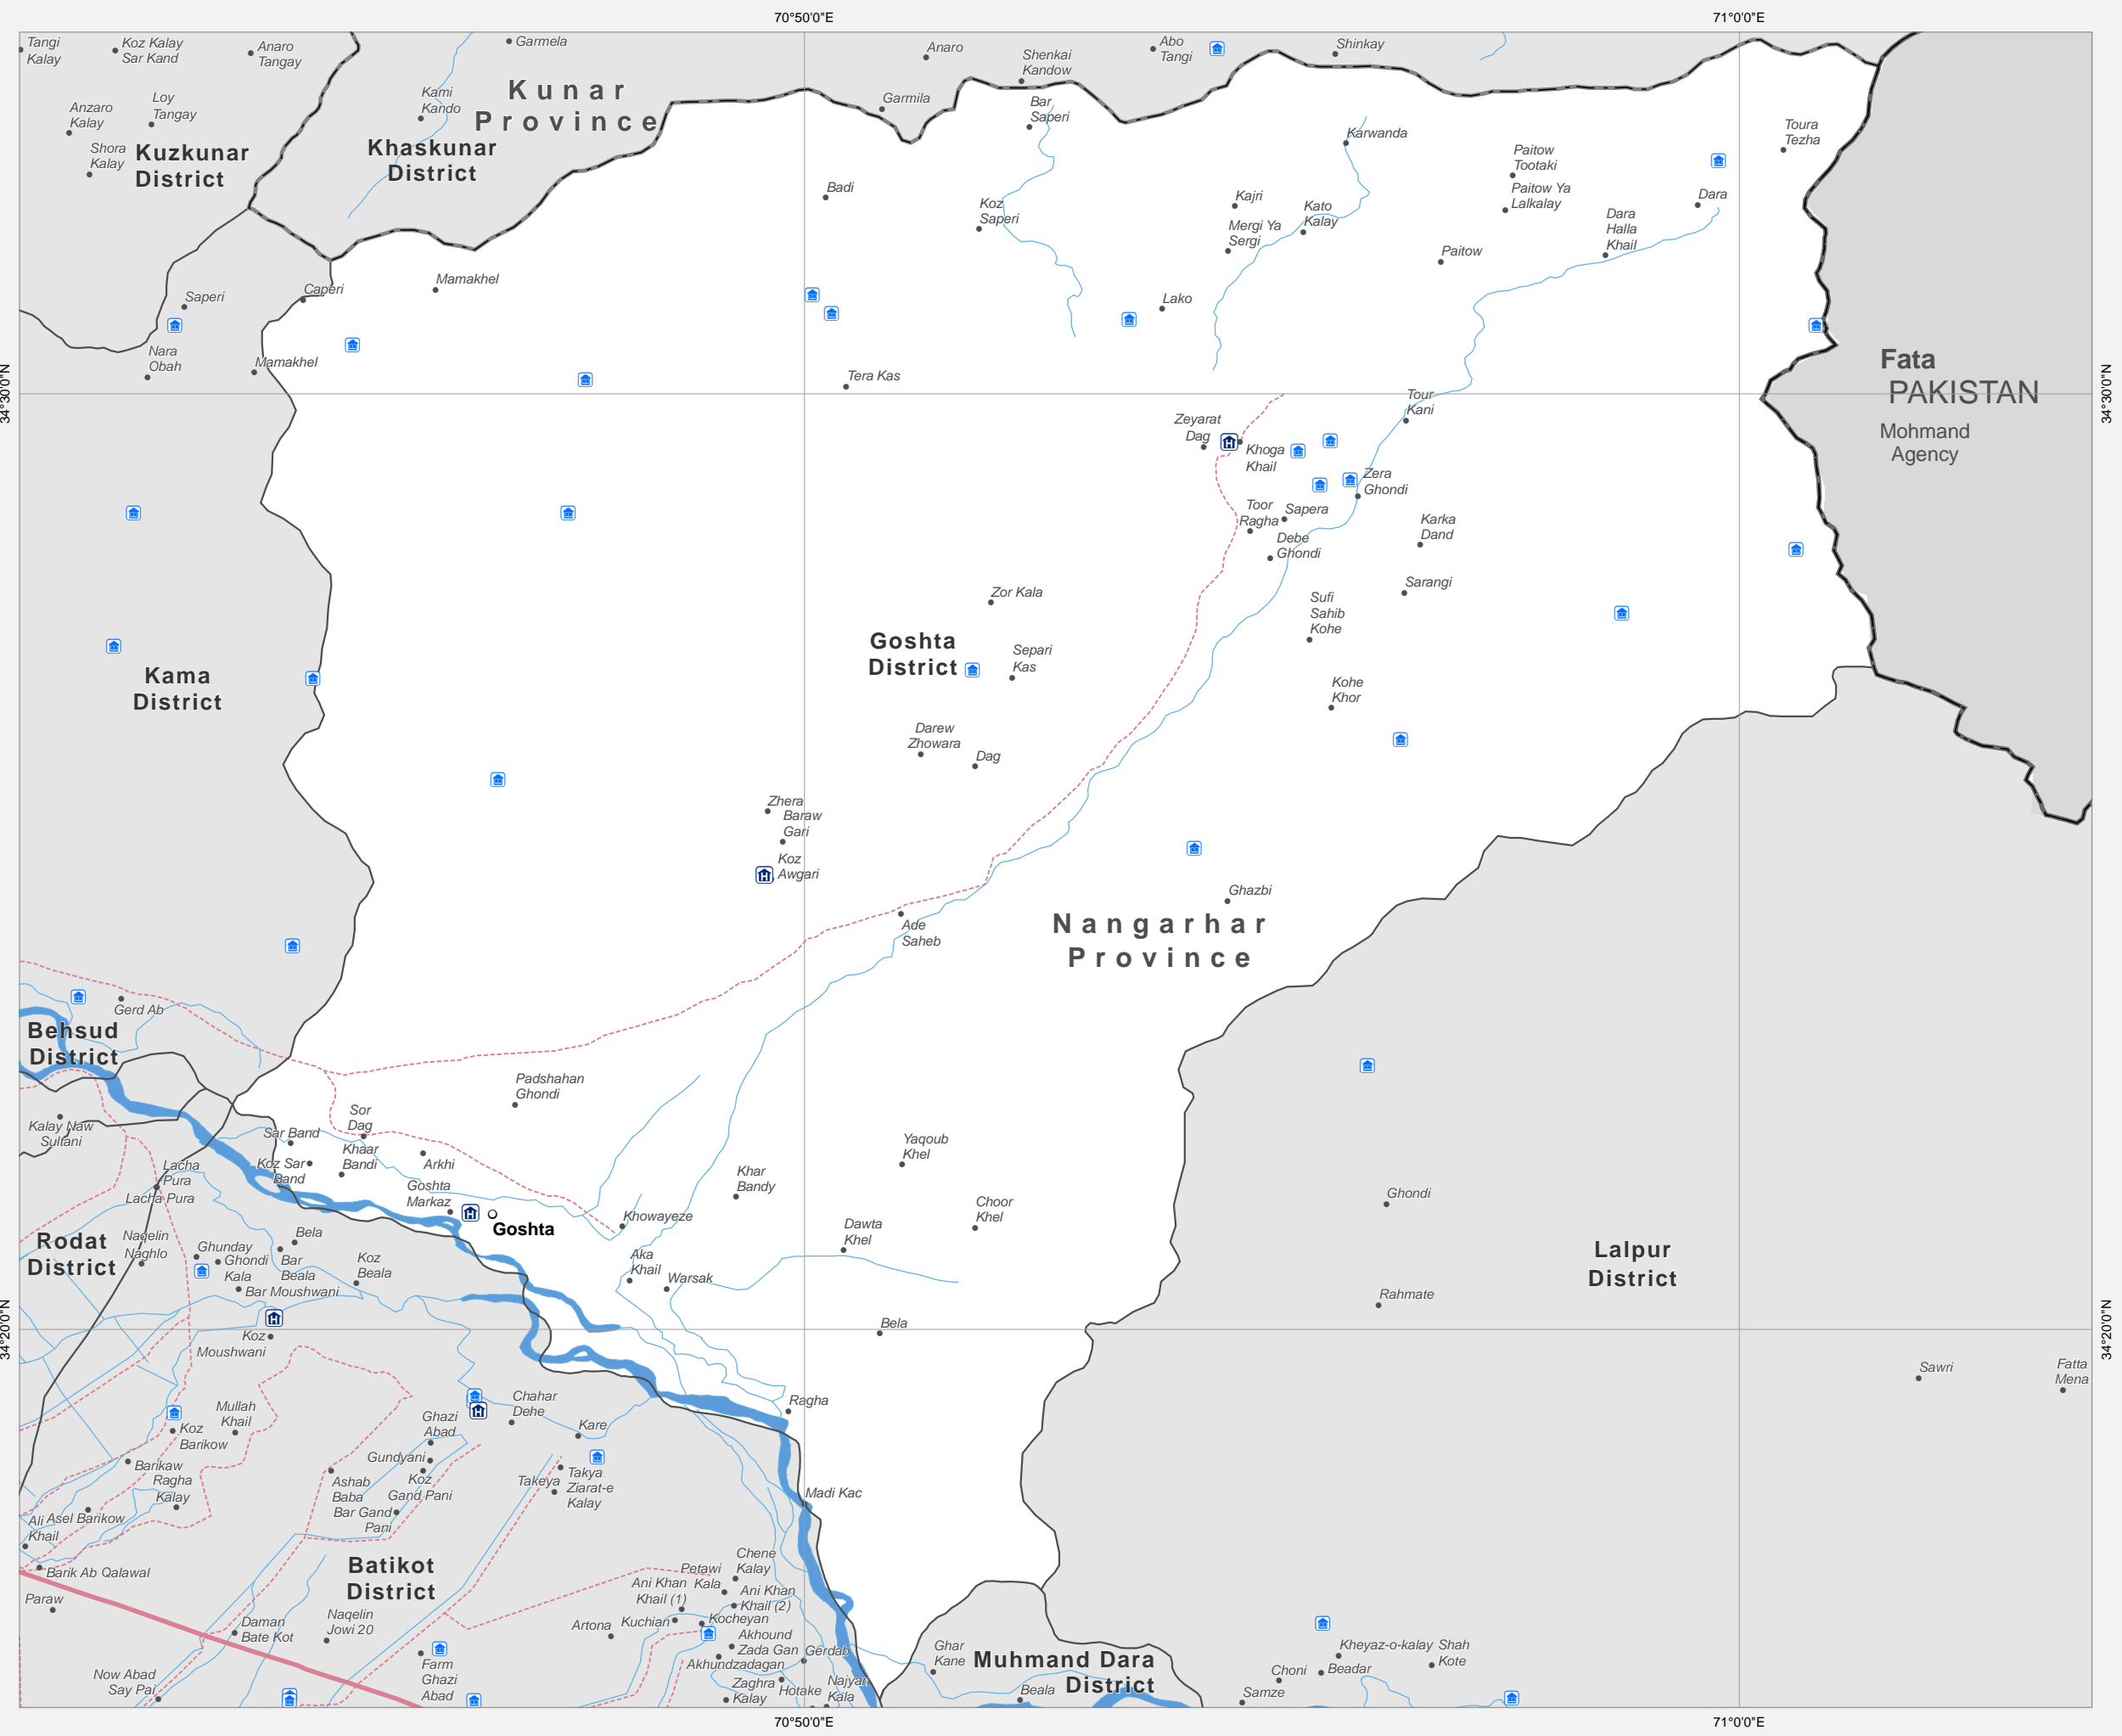 70°50'0"E
71°0'0"E
Tangi
Kalay
Koz Kalay
Sar Kand
Anaro
Tangay
Garmela
Anaro
Shenkai
Kandow
Abo
Tangi
Shinkay
Kunar
Province
Anzaro
Kalay
Loy
Tangay
Kami
Kando
Garmila
Bar
Saperi
Karwanda
Toura
Tezha
Shora
Kalay
Kuzkunar
District
Khaskunar
District
Paitow
Tootaki
Paitow Ya
Lalkalay
Badi
Koz
Saperi
Kajri
Kato
Kalay
Mergi Ya
Sergi
Dara
Dara
Halla
Khail
Paitow
Saperi
Caperi
Mamakhel
Lako
Nara
Obah
Mamakhel
Tera Kas
Fata
PAKISTAN
Mohmand
Agency
34°30'0"N
34°30'0"N
Tour
Kani
Zeyarat
Dag
Khoga
Khail
Zera
Ghondi
Toor
Ragha
Sapera
Karka
Dand
Debe
Ghondi
Sarangi
Zor Kala
Sufi
Sahib
Kohe
Goshta
District
Separi
Kas
Kama
District
Kohe
Khor
Darew
Zhowara
Dag
Zhera
Baraw
Gari
Koz
Awgari
Ghazbi
Ade
Saheb
Nangarhar
Province
Gerd Ab
Behsud
District
Padshahan
Ghondi
Kalay Naw
Sultani
Sor
Dag
Sar Band
Khaar
Bandi
Koz Sar
Band
Arkhi
Yaqoub
Khel
Lacha
Pura
Lacha Pura
Goshta
Markaz
Khar
Bandy
Goshta
Khowayeze
Choor
Khel
Ghondi
Dawta
Khel
Rodat
District
Naqelin
Naghlo
Ghunday
Ghondi
Kala
Bela
Bar
Beala
Koz
Beala
Bar Moushwani
Aka
Khail
Warsak
Lalpur
District
Rahmate
34°20'0"N
34°20'0"N
Koz
Moushwani
Bela
Sawri
Fatta
Mena
Chahar
Dehe
Ragha
Mullah
Khail
Ghazi
Abad
Kare
Koz
Barikow
Gundyani
Barikaw
Ragha
Kalay
Ashab
Baba
Koz
Gand Pani
Takeya
Takya
Ziarat-e
Kalay
Madi Kac
Bar Gand
Pani
Ali
Khail
Asel Barikow
Batikot
District
Barik Ab Qalawal
Chene
Kalay
Petawi
Kala
Ani Khan
Khail (1)
Ani Khan
Khail (2)
Paraw
Naqelin
Jowi 20
Daman
Bate Kot
Artona
Kuchian
Kocheyan
Akhound
Zada Gan
Gerdab
Akhundzadagan
Ghar
Kane
Muhmand Dara
District
Kheyaz-o-kalay
Shah
Kote
Choni
Beadar
Now Abad
Say Pai
Farm
Ghazi
Abad
Zaghra
Kalay
Hotake
Najyan
Kala
Beala
Samze
70°50'0"E
71°0'0"E